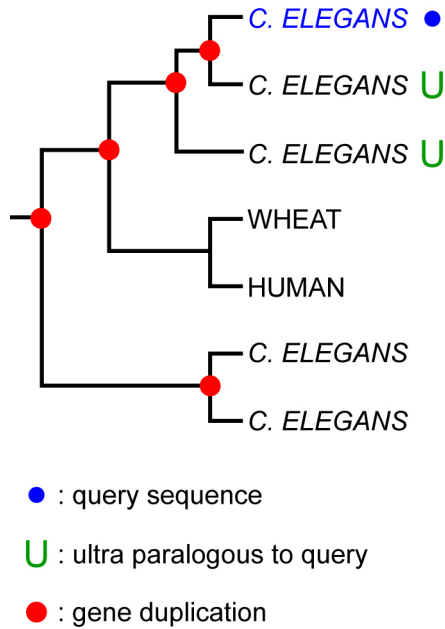 C. ELEGANS
C. ELEGANS U
C. ELEGANS U
WHEAT
HUMAN
C. ELEGANS
C. ELEGANS
: query sequence
U : ultra paralogous to query
: gene duplication